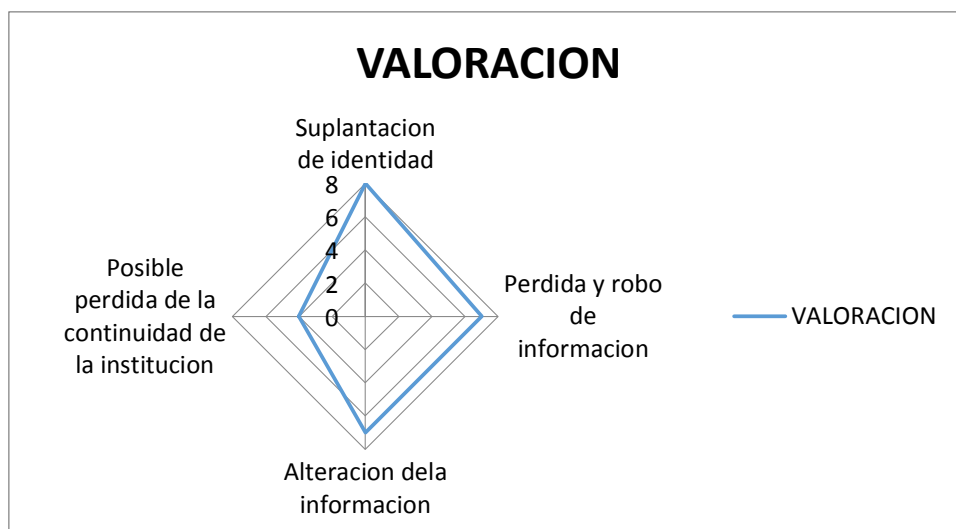 VALORACION
Suplantacion
de identidad
8
6
4
2
0
Posible
perdida de la
continuidad de
la institucion
Perdida y robo
de
informacion
VALORACION
Alteracion dela
informacion